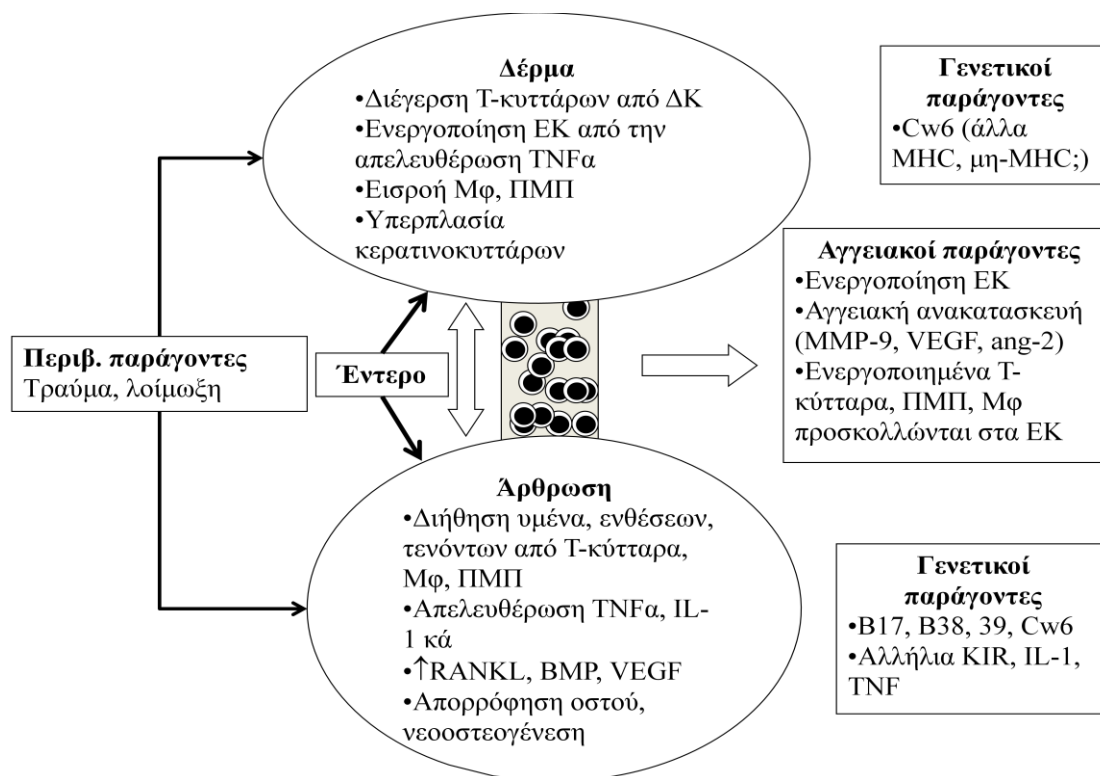 Δέρμα
•Διέγερση Τ-κυττάρων από ΔΚ
•Ενεργοποίηση ΕΚ από την
απελευθέρωση TNFα
•Εισροή Μφ, ΠΜΠ
•Υπερπλασία
κερατινοκυττάρων
Γενετικοί
παράγοντες
•Cw6 (άλλα
MHC, μη-MHC;)
Αγγειακοί παράγοντες
•Ενεργοποίηση ΕΚ
•Αγγειακή ανακατασκευή
(MMP-9, VEGF, ang-2)
•Ενεργοποιημένα Τ-
κύτταρα, ΠΜΠ, Μφ
προσκολλώνται στα ΕΚ
Περιβ. παράγοντες
Τραύμα, λοίμωξη
Έντερο
Άρθρωση
•Διήθηση υμένα, ενθέσεων,
τενόντων από Τ-κύτταρα,
Μφ, ΠΜΠ
•Απελευθέρωση TNFα, IL-
1 κά
•↑RANKL, BMP, VEGF
•Απορρόφηση οστού,
νεοοστεογένεση
Γενετικοί
παράγοντες
•B17, B38, 39, Cw6
•Αλλήλια KIR, IL-1,
TNF